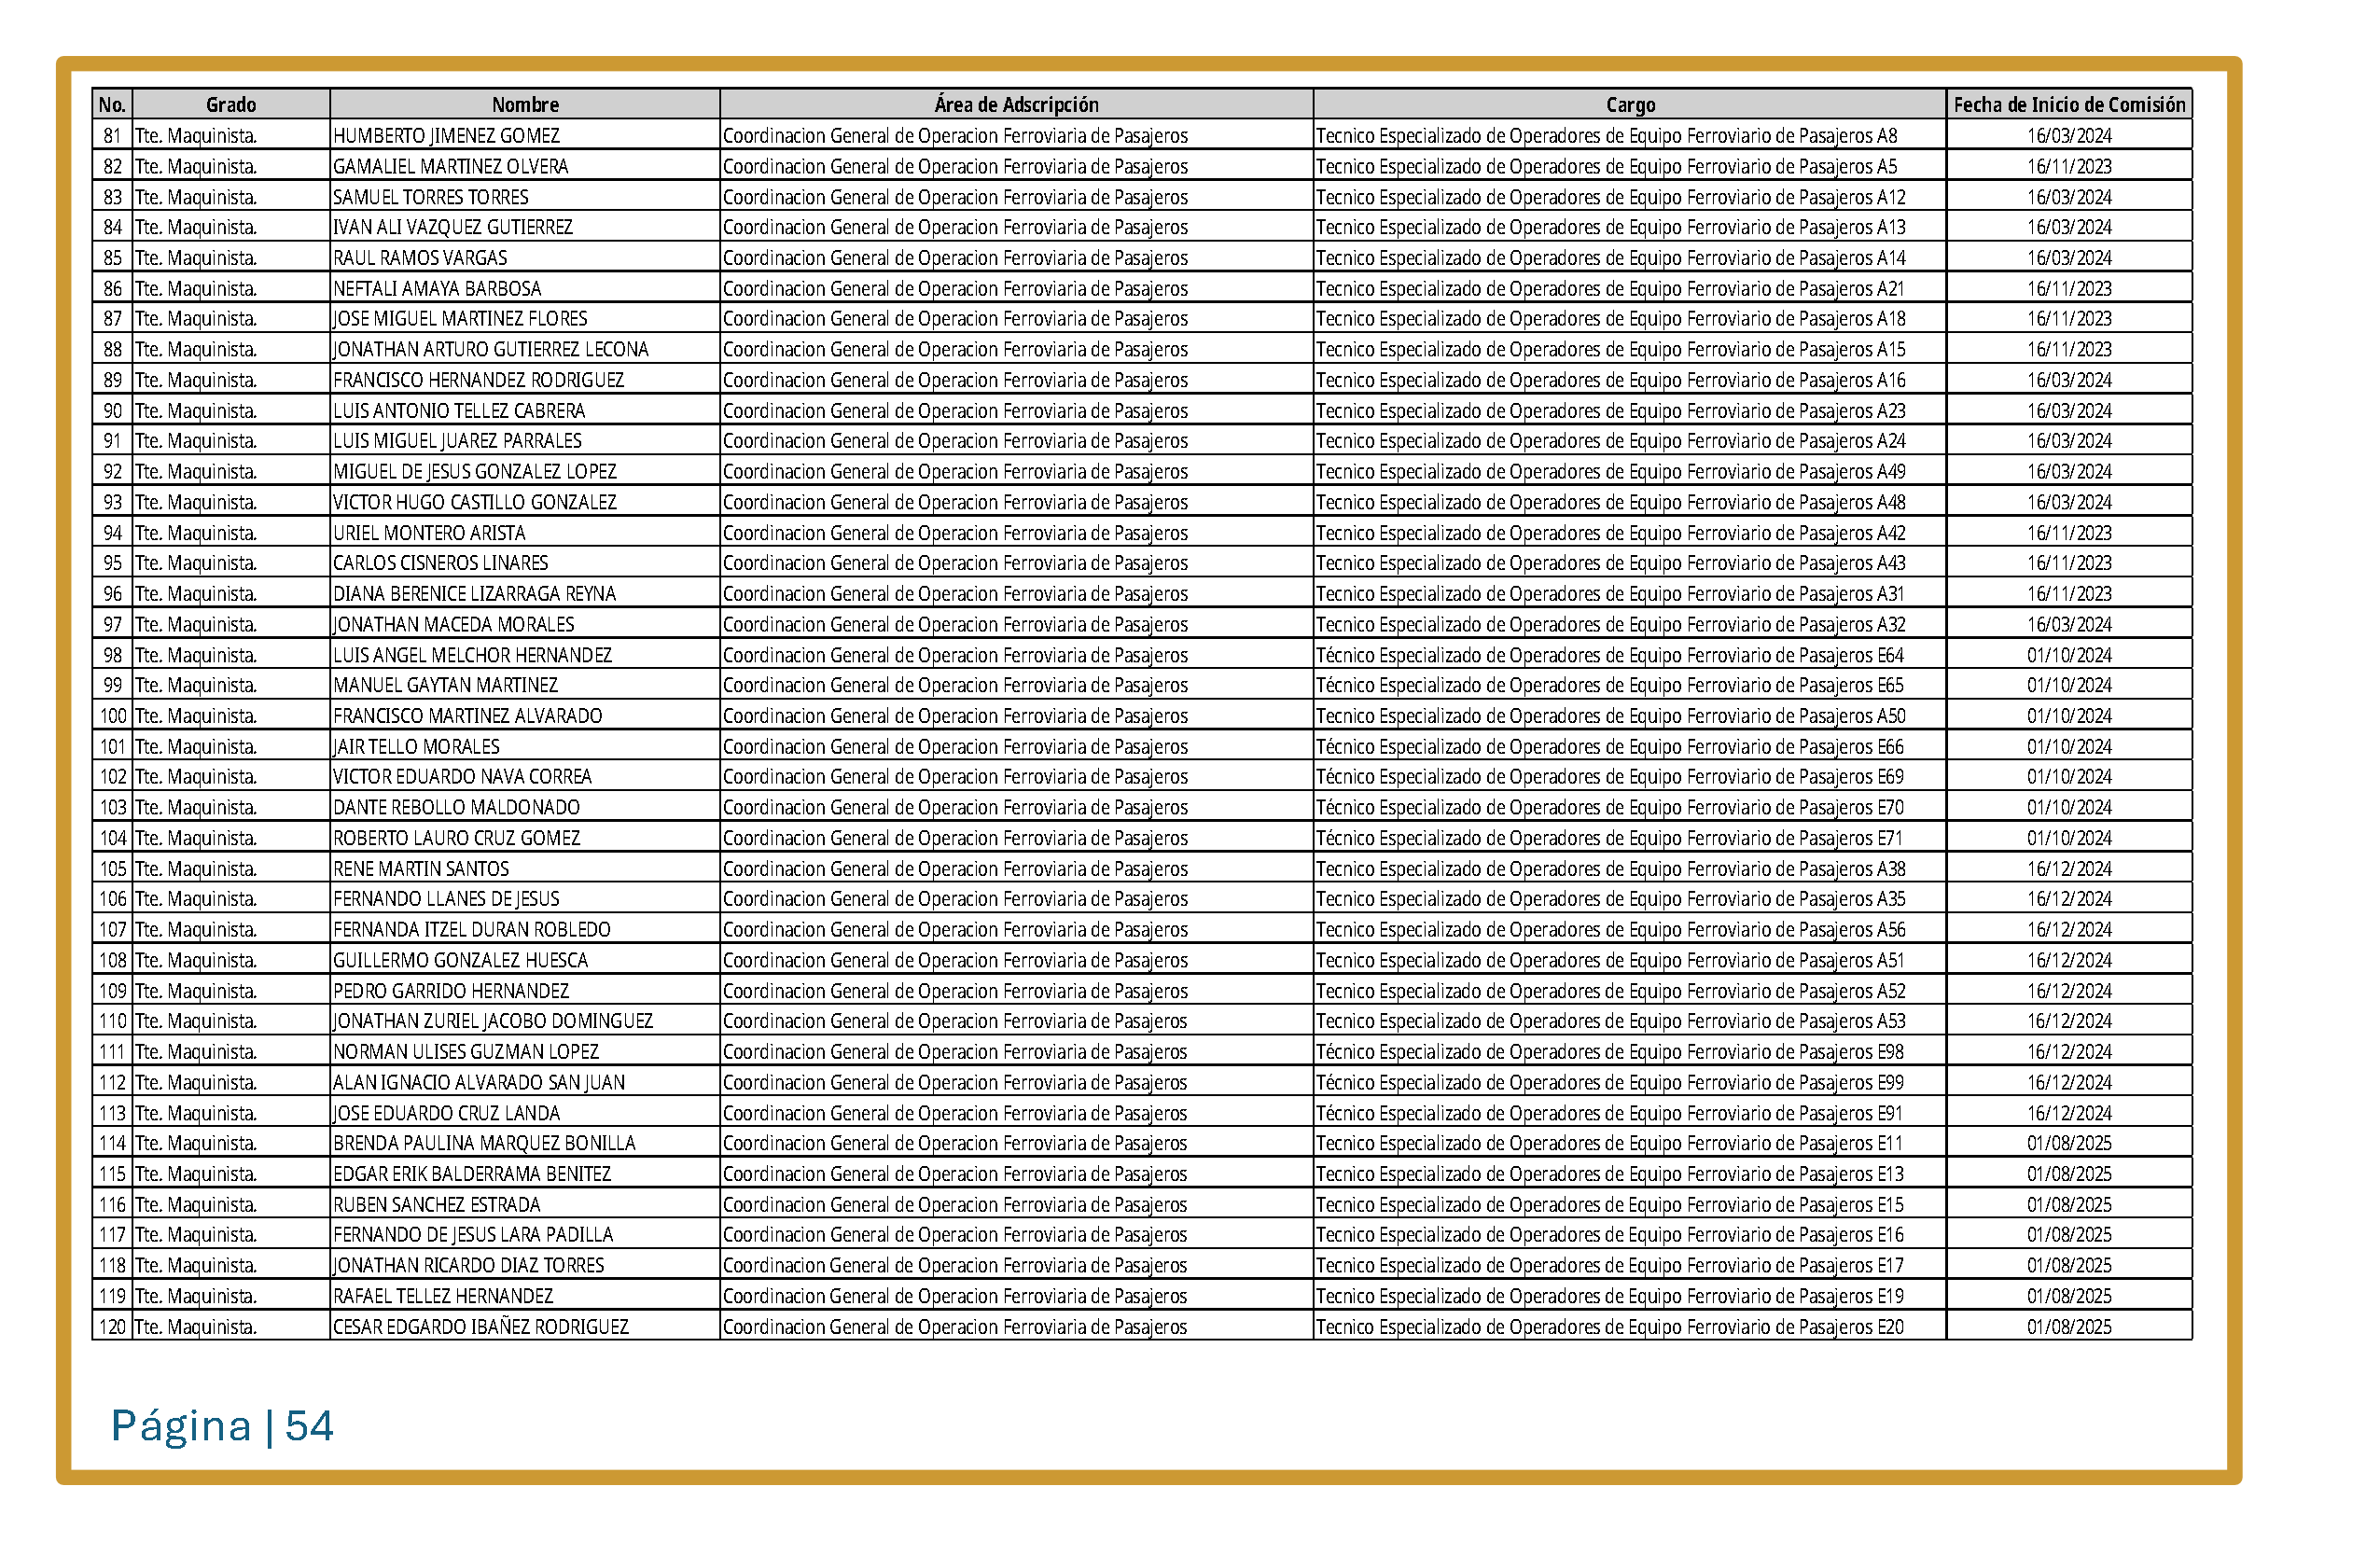 No. Grado Nombre Área de Adscripción Cargo Fecha de Inicio de Comisión
81 Tte. Maquinista. HUMBERTO JIMENEZ GOMEZ Coordinacion General de Operacion Ferroviaria de Pasajeros Tecnico Especializado de Operadores de Equipo Ferroviario de Pasajeros A8 16/03/2024
82 Tte. Maquinista. GAMALIEL MARTINEZ OLVERA Coordinacion General de Operacion Ferroviaria de Pasajeros Tecnico Especializado de Operadores de Equipo Ferroviario de Pasajeros A5 16/11/2023
83 Tte. Maquinista. SAMUEL TORRES TORRES Coordinacion General de Operacion Ferroviaria de Pasajeros Tecnico Especializado de Operadores de Equipo Ferroviario de Pasajeros A12 16/03/2024
84 Tte. Maquinista. IVAN ALI VAZQUEZ GUTIERREZ Coordinacion General de Operacion Ferroviaria de Pasajeros Tecnico Especializado de Operadores de Equipo Ferroviario de Pasajeros A13 16/03/2024
85 Tte. Maquinista. RAUL RAMOS VARGAS Coordinacion General de Operacion Ferroviaria de Pasajeros Tecnico Especializado de Operadores de Equipo Ferroviario de Pasajeros A14 16/03/2024
86 Tte. Maquinista. NEFTALI AMAYA BARBOSA Coordinacion General de Operacion Ferroviaria de Pasajeros Tecnico Especializado de Operadores de Equipo Ferroviario de Pasajeros A21 16/11/2023
87 Tte. Maquinista. JOSE MIGUEL MARTINEZ FLORES Coordinacion General de Operacion Ferroviaria de Pasajeros Tecnico Especializado de Operadores de Equipo Ferroviario de Pasajeros A18 16/11/2023
88 Tte. Maquinista. JONATHAN ARTURO GUTIERREZ LECONA Coordinacion General de Operacion Ferroviaria de Pasajeros Tecnico Especializado de Operadores de Equipo Ferroviario de Pasajeros A15 16/11/2023
89 Tte. Maquinista. FRANCISCO HERNANDEZ RODRIGUEZ Coordinacion General de Operacion Ferroviaria de Pasajeros Tecnico Especializado de Operadores de Equipo Ferroviario de Pasajeros A16 16/03/2024
90 Tte. Maquinista. LUIS ANTONIO TELLEZ CABRERA Coordinacion General de Operacion Ferroviaria de Pasajeros Tecnico Especializado de Operadores de Equipo Ferroviario de Pasajeros A23 16/03/2024
91 Tte. Maquinista. LUIS MIGUEL JUAREZ PARRALES Coordinacion General de Operacion Ferroviaria de Pasajeros Tecnico Especializado de Operadores de Equipo Ferroviario de Pasajeros A24 16/03/2024
92 Tte. Maquinista. MIGUEL DE JESUS GONZALEZ LOPEZ Coordinacion General de Operacion Ferroviaria de Pasajeros Tecnico Especializado de Operadores de Equipo Ferroviario de Pasajeros A49 16/03/2024
93 Tte. Maquinista. VICTOR HUGO CASTILLO GONZALEZ Coordinacion General de Operacion Ferroviaria de Pasajeros Tecnico Especializado de Operadores de Equipo Ferroviario de Pasajeros A48 16/03/2024
94 Tte. Maquinista. URIEL MONTERO ARISTA Coordinacion General de Operacion Ferroviaria de Pasajeros Tecnico Especializado de Operadores de Equipo Ferroviario de Pasajeros A42 16/11/2023
95 Tte. Maquinista. CARLOS CISNEROS LINARES Coordinacion General de Operacion Ferroviaria de Pasajeros Tecnico Especializado de Operadores de Equipo Ferroviario de Pasajeros A43 16/11/2023
96 Tte. Maquinista. DIANA BERENICE LIZARRAGA REYNA Coordinacion General de Operacion Ferroviaria de Pasajeros Tecnico Especializado de Operadores de Equipo Ferroviario de Pasajeros A31 16/11/2023
97 Tte. Maquinista. JONATHAN MACEDA MORALES Coordinacion General de Operacion Ferroviaria de Pasajeros Tecnico Especializado de Operadores de Equipo Ferroviario de Pasajeros A32 16/03/2024
98 Tte. Maquinista. LUIS ANGEL MELCHOR HERNANDEZ Coordinacion General de Operacion Ferroviaria de Pasajeros Técnico Especializado de Operadores de Equipo Ferroviario de Pasajeros E64 01/10/2024
99 Tte. Maquinista. MANUEL GAYTAN MARTINEZ Coordinacion General de Operacion Ferroviaria de Pasajeros Técnico Especializado de Operadores de Equipo Ferroviario de Pasajeros E65 01/10/2024
100 Tte. Maquinista. FRANCISCO MARTINEZ ALVARADO Coordinacion General de Operacion Ferroviaria de Pasajeros Tecnico Especializado de Operadores de Equipo Ferroviario de Pasajeros A50 01/10/2024
101 Tte. Maquinista. JAIR TELLO MORALES Coordinacion General de Operacion Ferroviaria de Pasajeros Técnico Especializado de Operadores de Equipo Ferroviario de Pasajeros E66 01/10/2024
102 Tte. Maquinista. VICTOR EDUARDO NAVA CORREA Coordinacion General de Operacion Ferroviaria de Pasajeros Técnico Especializado de Operadores de Equipo Ferroviario de Pasajeros E69 01/10/2024
103 Tte. Maquinista. DANTE REBOLLO MALDONADO Coordinacion General de Operacion Ferroviaria de Pasajeros Técnico Especializado de Operadores de Equipo Ferroviario de Pasajeros E70 01/10/2024
104 Tte. Maquinista. ROBERTO LAURO CRUZ GOMEZ Coordinacion General de Operacion Ferroviaria de Pasajeros Técnico Especializado de Operadores de Equipo Ferroviario de Pasajeros E71 01/10/2024
105 Tte. Maquinista. RENE MARTIN SANTOS Coordinacion General de Operacion Ferroviaria de Pasajeros Tecnico Especializado de Operadores de Equipo Ferroviario de Pasajeros A38 16/12/2024
106 Tte. Maquinista. FERNANDO LLANES DE JESUS Coordinacion General de Operacion Ferroviaria de Pasajeros Tecnico Especializado de Operadores de Equipo Ferroviario de Pasajeros A35 16/12/2024
107 Tte. Maquinista. FERNANDA ITZEL DURAN ROBLEDO Coordinacion General de Operacion Ferroviaria de Pasajeros Tecnico Especializado de Operadores de Equipo Ferroviario de Pasajeros A56 16/12/2024
108 Tte. Maquinista. GUILLERMO GONZALEZ HUESCA Coordinacion General de Operacion Ferroviaria de Pasajeros Tecnico Especializado de Operadores de Equipo Ferroviario de Pasajeros A51 16/12/2024
109 Tte. Maquinista. PEDRO GARRIDO HERNANDEZ Coordinacion General de Operacion Ferroviaria de Pasajeros Tecnico Especializado de Operadores de Equipo Ferroviario de Pasajeros A52 16/12/2024
110 Tte. Maquinista. JONATHAN ZURIEL JACOBO DOMINGUEZ Coordinacion General de Operacion Ferroviaria de Pasajeros Tecnico Especializado de Operadores de Equipo Ferroviario de Pasajeros A53 16/12/2024
111 Tte. Maquinista. NORMAN ULISES GUZMAN LOPEZ Coordinacion General de Operacion Ferroviaria de Pasajeros Técnico Especializado de Operadores de Equipo Ferroviario de Pasajeros E98 16/12/2024
112 Tte. Maquinista. ALAN IGNACIO ALVARADO SAN JUAN Coordinacion General de Operacion Ferroviaria de Pasajeros Técnico Especializado de Operadores de Equipo Ferroviario de Pasajeros E99 16/12/2024
113 Tte. Maquinista. JOSE EDUARDO CRUZ LANDA Coordinacion General de Operacion Ferroviaria de Pasajeros Técnico Especializado de Operadores de Equipo Ferroviario de Pasajeros E91 16/12/2024
114 Tte. Maquinista. BRENDA PAULINA MARQUEZ BONILLA Coordinacion General de Operacion Ferroviaria de Pasajeros Tecnico Especializado de Operadores de Equipo Ferroviario de Pasajeros E11 01/08/2025
115 Tte. Maquinista. EDGAR ERIK BALDERRAMA BENITEZ Coordinacion General de Operacion Ferroviaria de Pasajeros Tecnico Especializado de Operadores de Equipo Ferroviario de Pasajeros E13 01/08/2025
116 Tte. Maquinista. RUBEN SANCHEZ ESTRADA Coordinacion General de Operacion Ferroviaria de Pasajeros Tecnico Especializado de Operadores de Equipo Ferroviario de Pasajeros E15 01/08/2025
117 Tte. Maquinista. FERNANDO DE JESUS LARA PADILLA Coordinacion General de Operacion Ferroviaria de Pasajeros Tecnico Especializado de Operadores de Equipo Ferroviario de Pasajeros E16 01/08/2025
118 Tte. Maquinista. JONATHAN RICARDO DIAZ TORRES Coordinacion General de Operacion Ferroviaria de Pasajeros Tecnico Especializado de Operadores de Equipo Ferroviario de Pasajeros E17 01/08/2025
119 Tte. Maquinista. RAFAEL TELLEZ HERNANDEZ Coordinacion General de Operacion Ferroviaria de Pasajeros Tecnico Especializado de Operadores de Equipo Ferroviario de Pasajeros E19 01/08/2025
120 Tte. Maquinista. CESAR EDGARDO IBAÑEZ RODRIGUEZ Coordinacion General de Operacion Ferroviaria de Pasajeros Tecnico Especializado de Operadores de Equipo Ferroviario de Pasajeros E20 01/08/2025
Página | 54